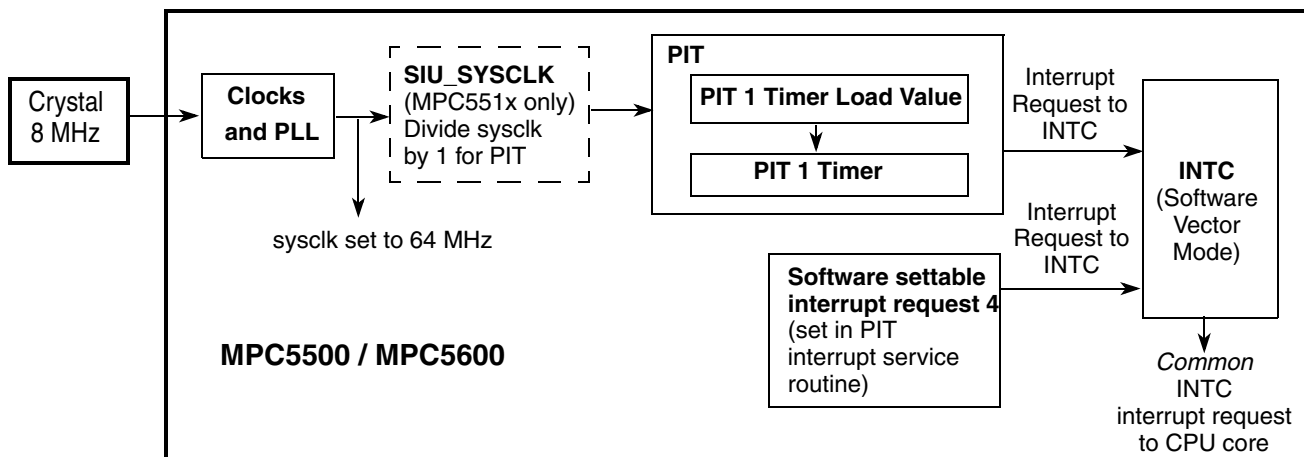 Crystal
8 MHz
Clocks
and PLL
SIU_SYSCLK
(MPC551x only)
Divide sysclk
by 1 for PIT
sysclk set to 64 MHz
PIT
PIT 1 Timer Load Value
PIT 1 Timer
Interrupt
Request to
INTC
Interrupt
Request to
INTC
Software settable
interrupt request 4
(set in PIT
interrupt service
routine)
INTC
(Software
Vector
Mode)
Common
INTC
interrupt request
to CPU core
MPC5500 / MPC5600